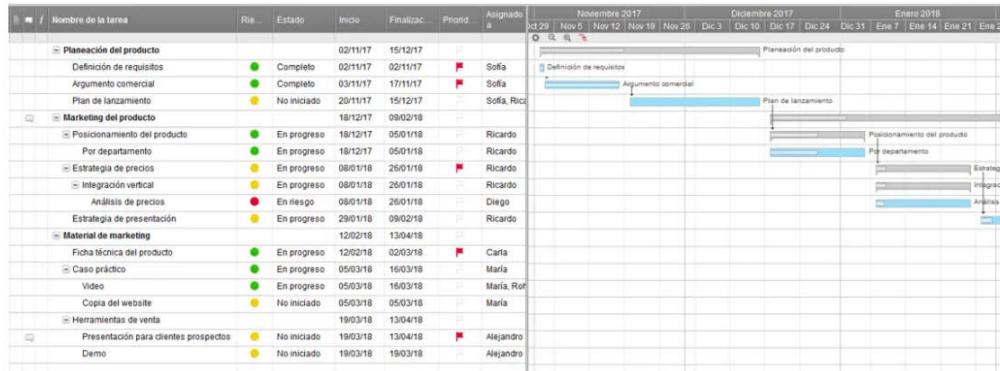 Nombre de la tarea Rie... Estado Inicio Finalizac... Priorid... Asignado a
Noviembre 2017 Diciembre 2017 Enero 2018
Oct 29 Nov 5 Nov 12 Nov 19 Nov 26 Dic 3 Dic 10 Dic 17 Dic 24 Dic 31 Ene 7 Ene 14 Ene 21 Ene 2
Planeación del producto 02/11/17 15/12/17 Planeación del producto
Definición de requisitos Completo 02/11/17 02/11/17 Sofía Definición de requisitos
Argumento comercial Completo 03/11/17 17/11/17 Sofía Argumento comercial
Plan de lanzamiento No iniciado 20/11/17 15/12/17 Sofía, Rica Plan de lanzamiento
Marketing del producto 18/12/17 09/02/18
Posicionamiento del producto En progreso 18/12/17 05/01/18 Ricardo Posicionamiento del producto
Por departamento En progreso 18/12/17 05/01/18 Ricardo Por departamento
Estrategia de precios En progreso 08/01/18 26/01/18 Ricardo Estrateg
Integración vertical En progreso 08/01/18 26/01/18 Ricardo Integrac
Análisis de precios En riesgo 08/01/18 26/01/18 Diego Análisis
Estrategia de presentación En progreso 29/01/18 09/02/18 Ricardo
Material de marketing 12/02/18 13/04/18
Ficha técnica del producto En progreso 12/02/18 02/03/18 Carla
Caso práctico En progreso 05/03/18 16/03/18 María
Video En progreso 05/03/18 16/03/18 María, Rob
Copia del website No iniciado 05/03/18 05/03/18 María
Herramientas de venta 19/03/18 13/04/18
Presentación para clientes prospectos No iniciado 19/03/18 13/04/18 Alejandro
Demo No iniciado 19/03/18 19/03/18 Alejandro